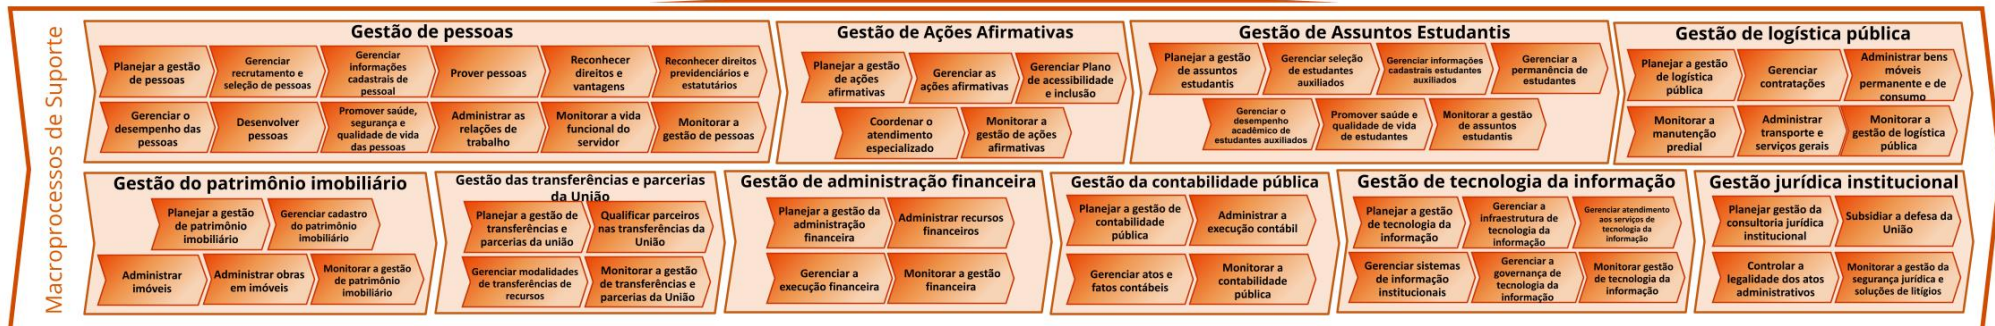 Macroprocessos de Suporte
Gestão de pessoas
Planejar a gestão
de pessoas
Gerenciar
recrutamento e
seleção de pessoas
Gerenciar
informações
cadastrais de
pessoal
Prover pessoas
Reconhecer
direitos e
vantagens
Reconhecer direitos
previdenciários e
estatutários
Gerenciar o
desempenho das
pessoas
Desenvolver
pessoas
Promover saúde,
segurança e
qualidade de vida
das pessoas
Administrar as
relações de
trabalho
Monitorar a vida
funcional do
servidor
Monitorar a
gestão de pessoas
Gestão de Ações Afirmativas
Planejar a gestão
de ações
afirmativas
Gerenciar as
ações afirmativas
Gerenciar Plano
de acessibilidade
e inclusão
Coordenar o
atendimento
especializado
Monitorar a
gestão de ações
afirmativas
Gestão de Assuntos Estudantis
Planejar a gestão
de assuntos
estudantis
Gerenciar seleção
de estudantes
auxiliados
Gerenciar informações
cadastrais estudantes
auxiliados
Gerenciar a
permanência de
estudantes
Gerenciar o
desempenho
acadêmico de
estudantes auxiliados
Promover saúde e
qualidade de vida
de estudantes
Monitorar a gestão
de assuntos
estudantis
Gestão de logística pública
Planejar a gestão
de logística
pública
Gerenciar
contratações
Administrar bens
móveis
permanente e de
consumo
Monitorar a
manutenção
predial
Administrar
transporte e
serviços gerais
Monitorar a
gestão de logística
pública
Gestão do patrimônio imobiliário
Planejar a gestão
de patrimônio
imobiliário
Gerenciar cadastro
do patrimônio
imobiliário
Administrar
imóveis
Administrar obras
em imóveis
Monitorar a gestão
de patrimônio
imobiliário
Gestão das transferências e parcerias
da União
Planejar a gestão de
transferências e
parcerias da união
Qualificar parceiros
nas transferências da
União
Gerenciar modalidades
de transferências de
recursos
Monitorar a gestão
de transferências e
parcerias da União
Gestão de administração financeira
Planejar a gestão da
administração
financeira
Administrar recursos
financeiros
Gerenciar a
execução financeira
Monitorar a gestão
financeira
Gestão da contabilidade pública
Planejar a gestão de
contabilidade
pública
Administrar a
execução contábil
Gerenciar atos e
fatos contábeis
Monitorar a
contabilidade
pública
Gestão de tecnologia da informação
Planejar a gestão
de tecnologia da
informação
Gerenciar a
infraestrutura de
tecnologia da
informação
Gerenciar atendimento
aos serviços de
tecnologia da
informação
Gerenciar sistemas
de informação
institucionais
Gerenciar a
governança de
tecnologia da
informação
Monitorar gestão
de tecnologia da
informação
Gestão jurídica institucional
Planejar gestão da
consultoria jurídica
institucional
Subsidiar a defesa da
União
Controlar a
legalidade dos atos
administrativos
Monitorar a gestão da
segurança jurídica e
soluções de litígios